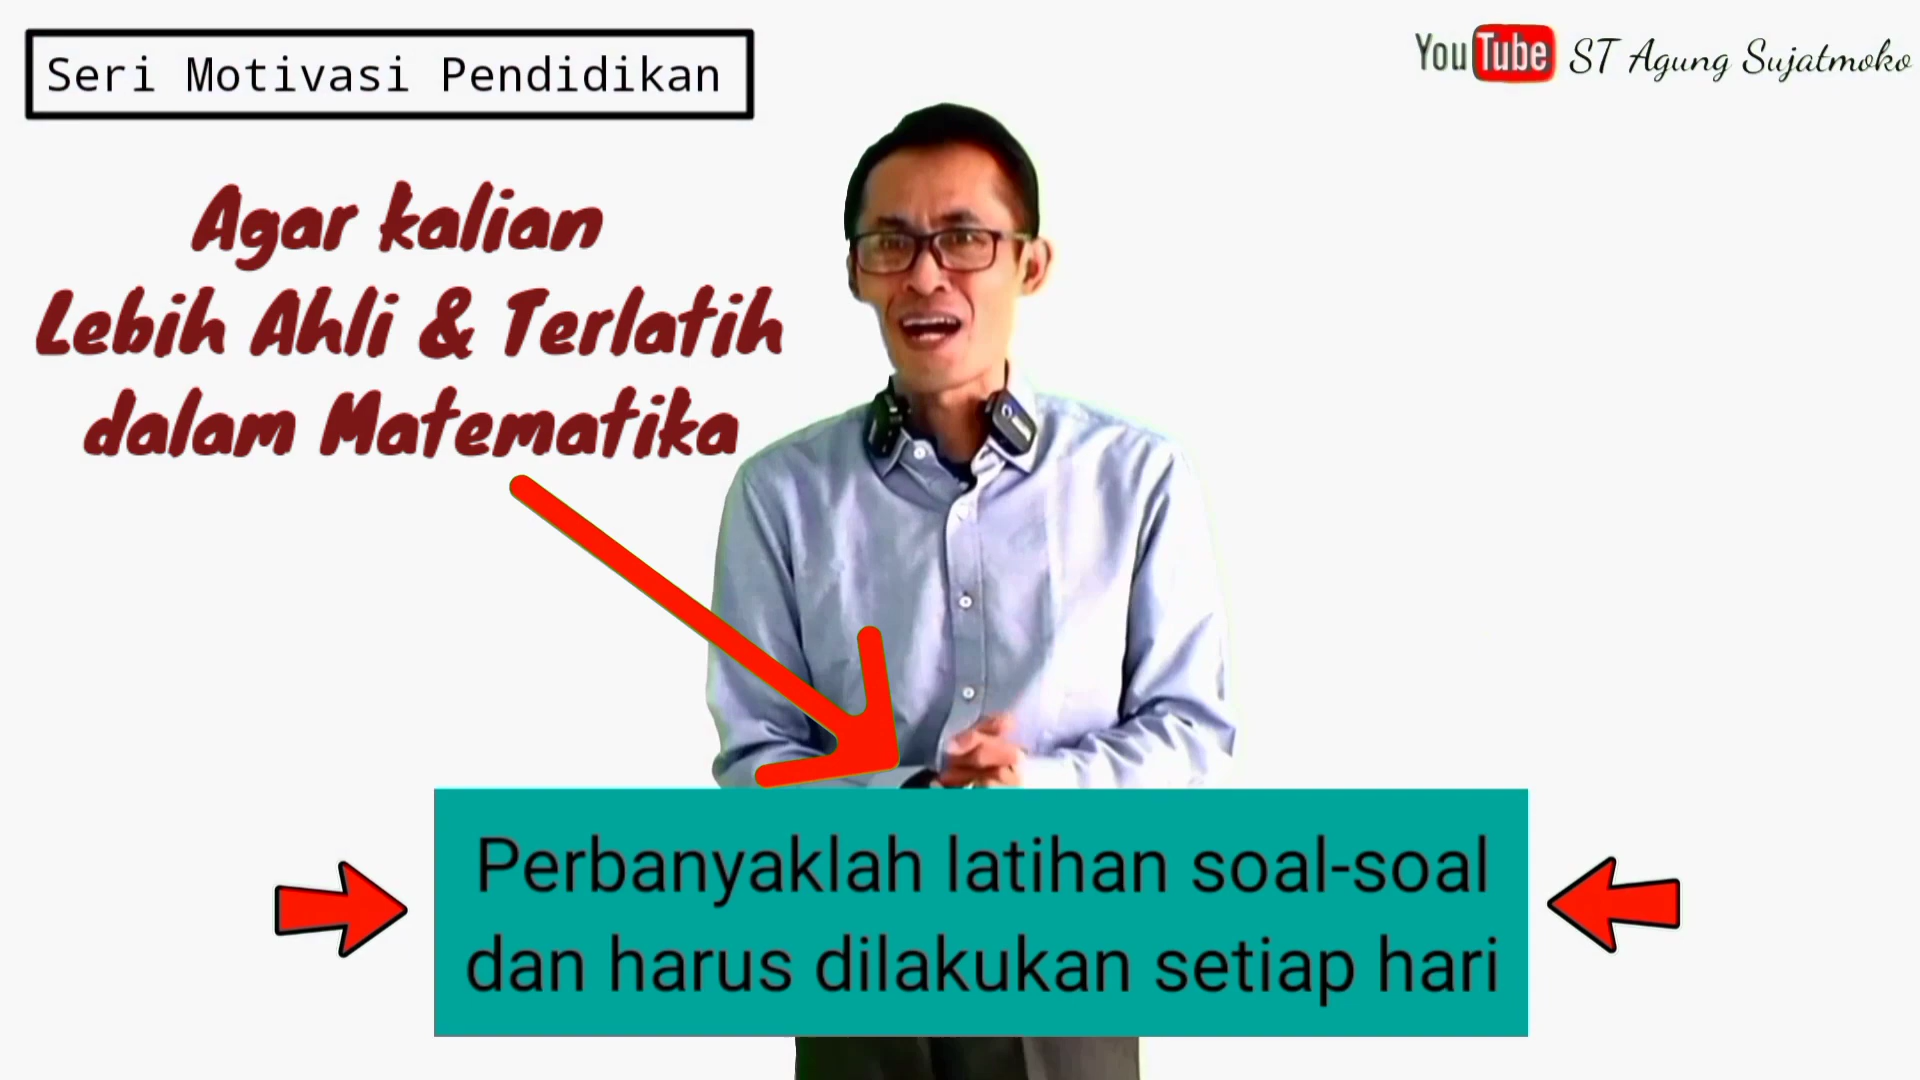 Seri Motivasi Pendidikan
YouTube ST Agung Sujatmoko
Agar kalian
Lebih Ahli & Terlatih
dalam Matematika
Perbanyaklah latihan soal-soal
dan harus dilakukan setiap hari